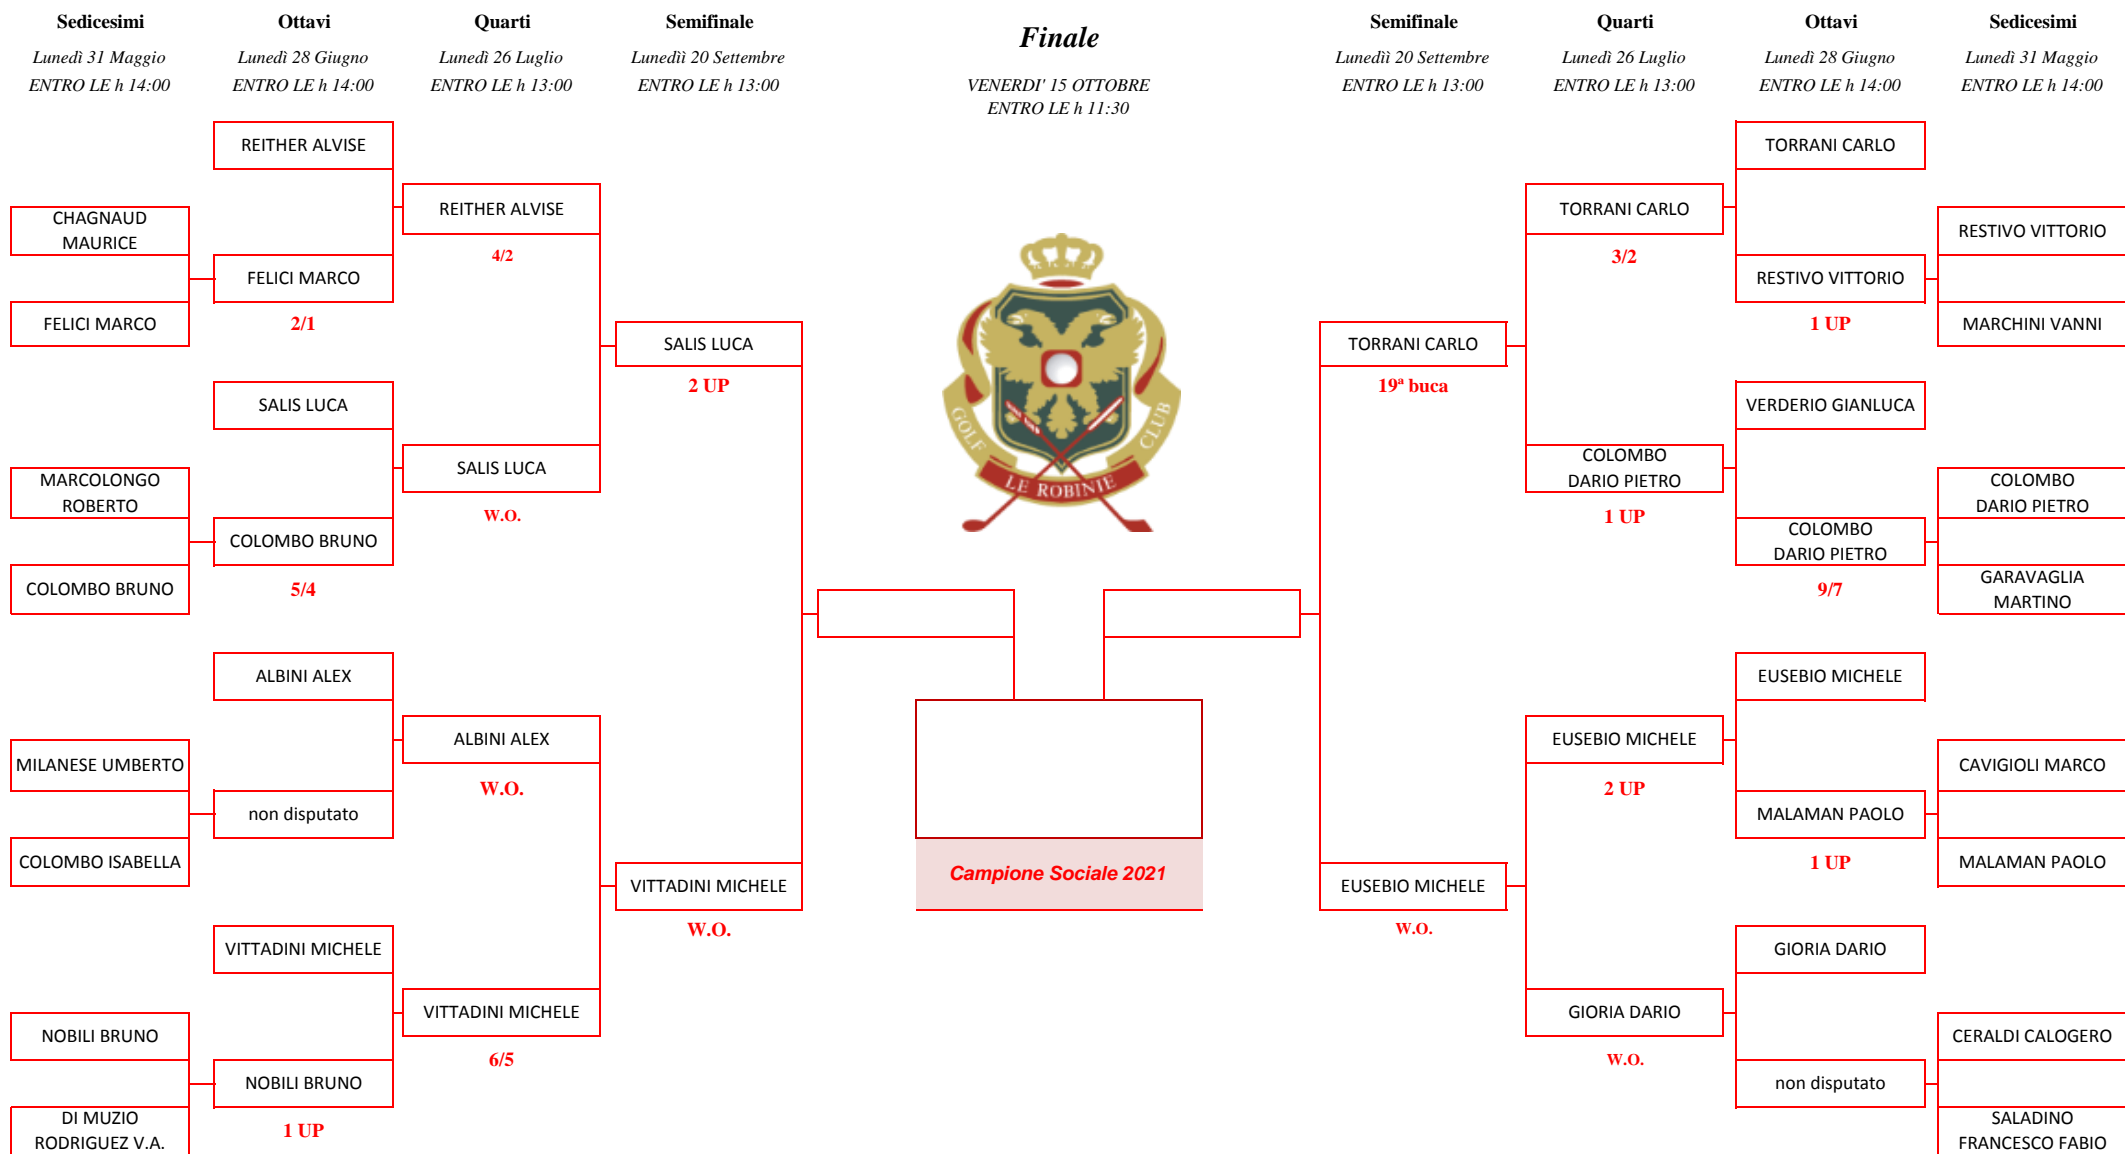 Sedicesimi
Ottavi
Quarti
Semifinale
Finale
Semifinale
Quarti
Ottavi
Sedicesimi
Lunedì 31 Maggio
Lunedì 28 Giugno
Lunedì 26 Luglio
Lunedìì 20 Settembre
Lunedìì 20 Settembre
Lunedì 26 Luglio
Lunedì 28 Giugno
Lunedì 31 Maggio
ENTRO LE h 14:00
ENTRO LE h 14:00
ENTRO LE h 13:00
ENTRO LE h 13:00
VENERDI' 15 OTTOBRE
ENTRO LE h 11:30
ENTRO LE h 13:00
ENTRO LE h 13:00
ENTRO LE h 14:00
ENTRO LE h 14:00
CHAGNAUD
MAURICE
FELICI MARCO
MARCOLONGO
ROBERTO
COLOMBO BRUNO
MILANESE UMBERTO
COLOMBO ISABELLA
NOBILI BRUNO
DI MUZIO
RODRIGUEZ V.A.
REITHER ALVISE
FELICI MARCO
2/1
SALIS LUCA
COLOMBO BRUNO
5/4
ALBINI ALEX
non disputato
VITTADINI MICHELE
NOBILI BRUNO
1 UP
REITHER ALVISE
4/2
SALIS LUCA
W.O.
ALBINI ALEX
W.O.
VITTADINI MICHELE
6/5
SALIS LUCA
2 UP
VITTADINI MICHELE
W.O.
GOLF
CLUB
LE ROBINIE
Campione Sociale 2021
TORRANI CARLO
19ª buca
EUSEBIO MICHELE
W.O.
TORRANI CARLO
3/2
COLOMBO
DARIO PIETRO
1 UP
EUSEBIO MICHELE
2 UP
GIORIA DARIO
W.O.
TORRANI CARLO
RESTIVO VITTORIO
1 UP
VERDERIO GIANLUCA
COLOMBO
DARIO PIETRO
9/7
EUSEBIO MICHELE
MALAMAN PAOLO
1 UP
GIORIA DARIO
non disputato
RESTIVO VITTORIO
MARCHINI VANNI
COLOMBO
DARIO PIETRO
GARAVAGLIA
MARTINO
CAVIGIOLI MARCO
MALAMAN PAOLO
CERALDI CALOGERO
SALADINO
FRANCESCO FABIO